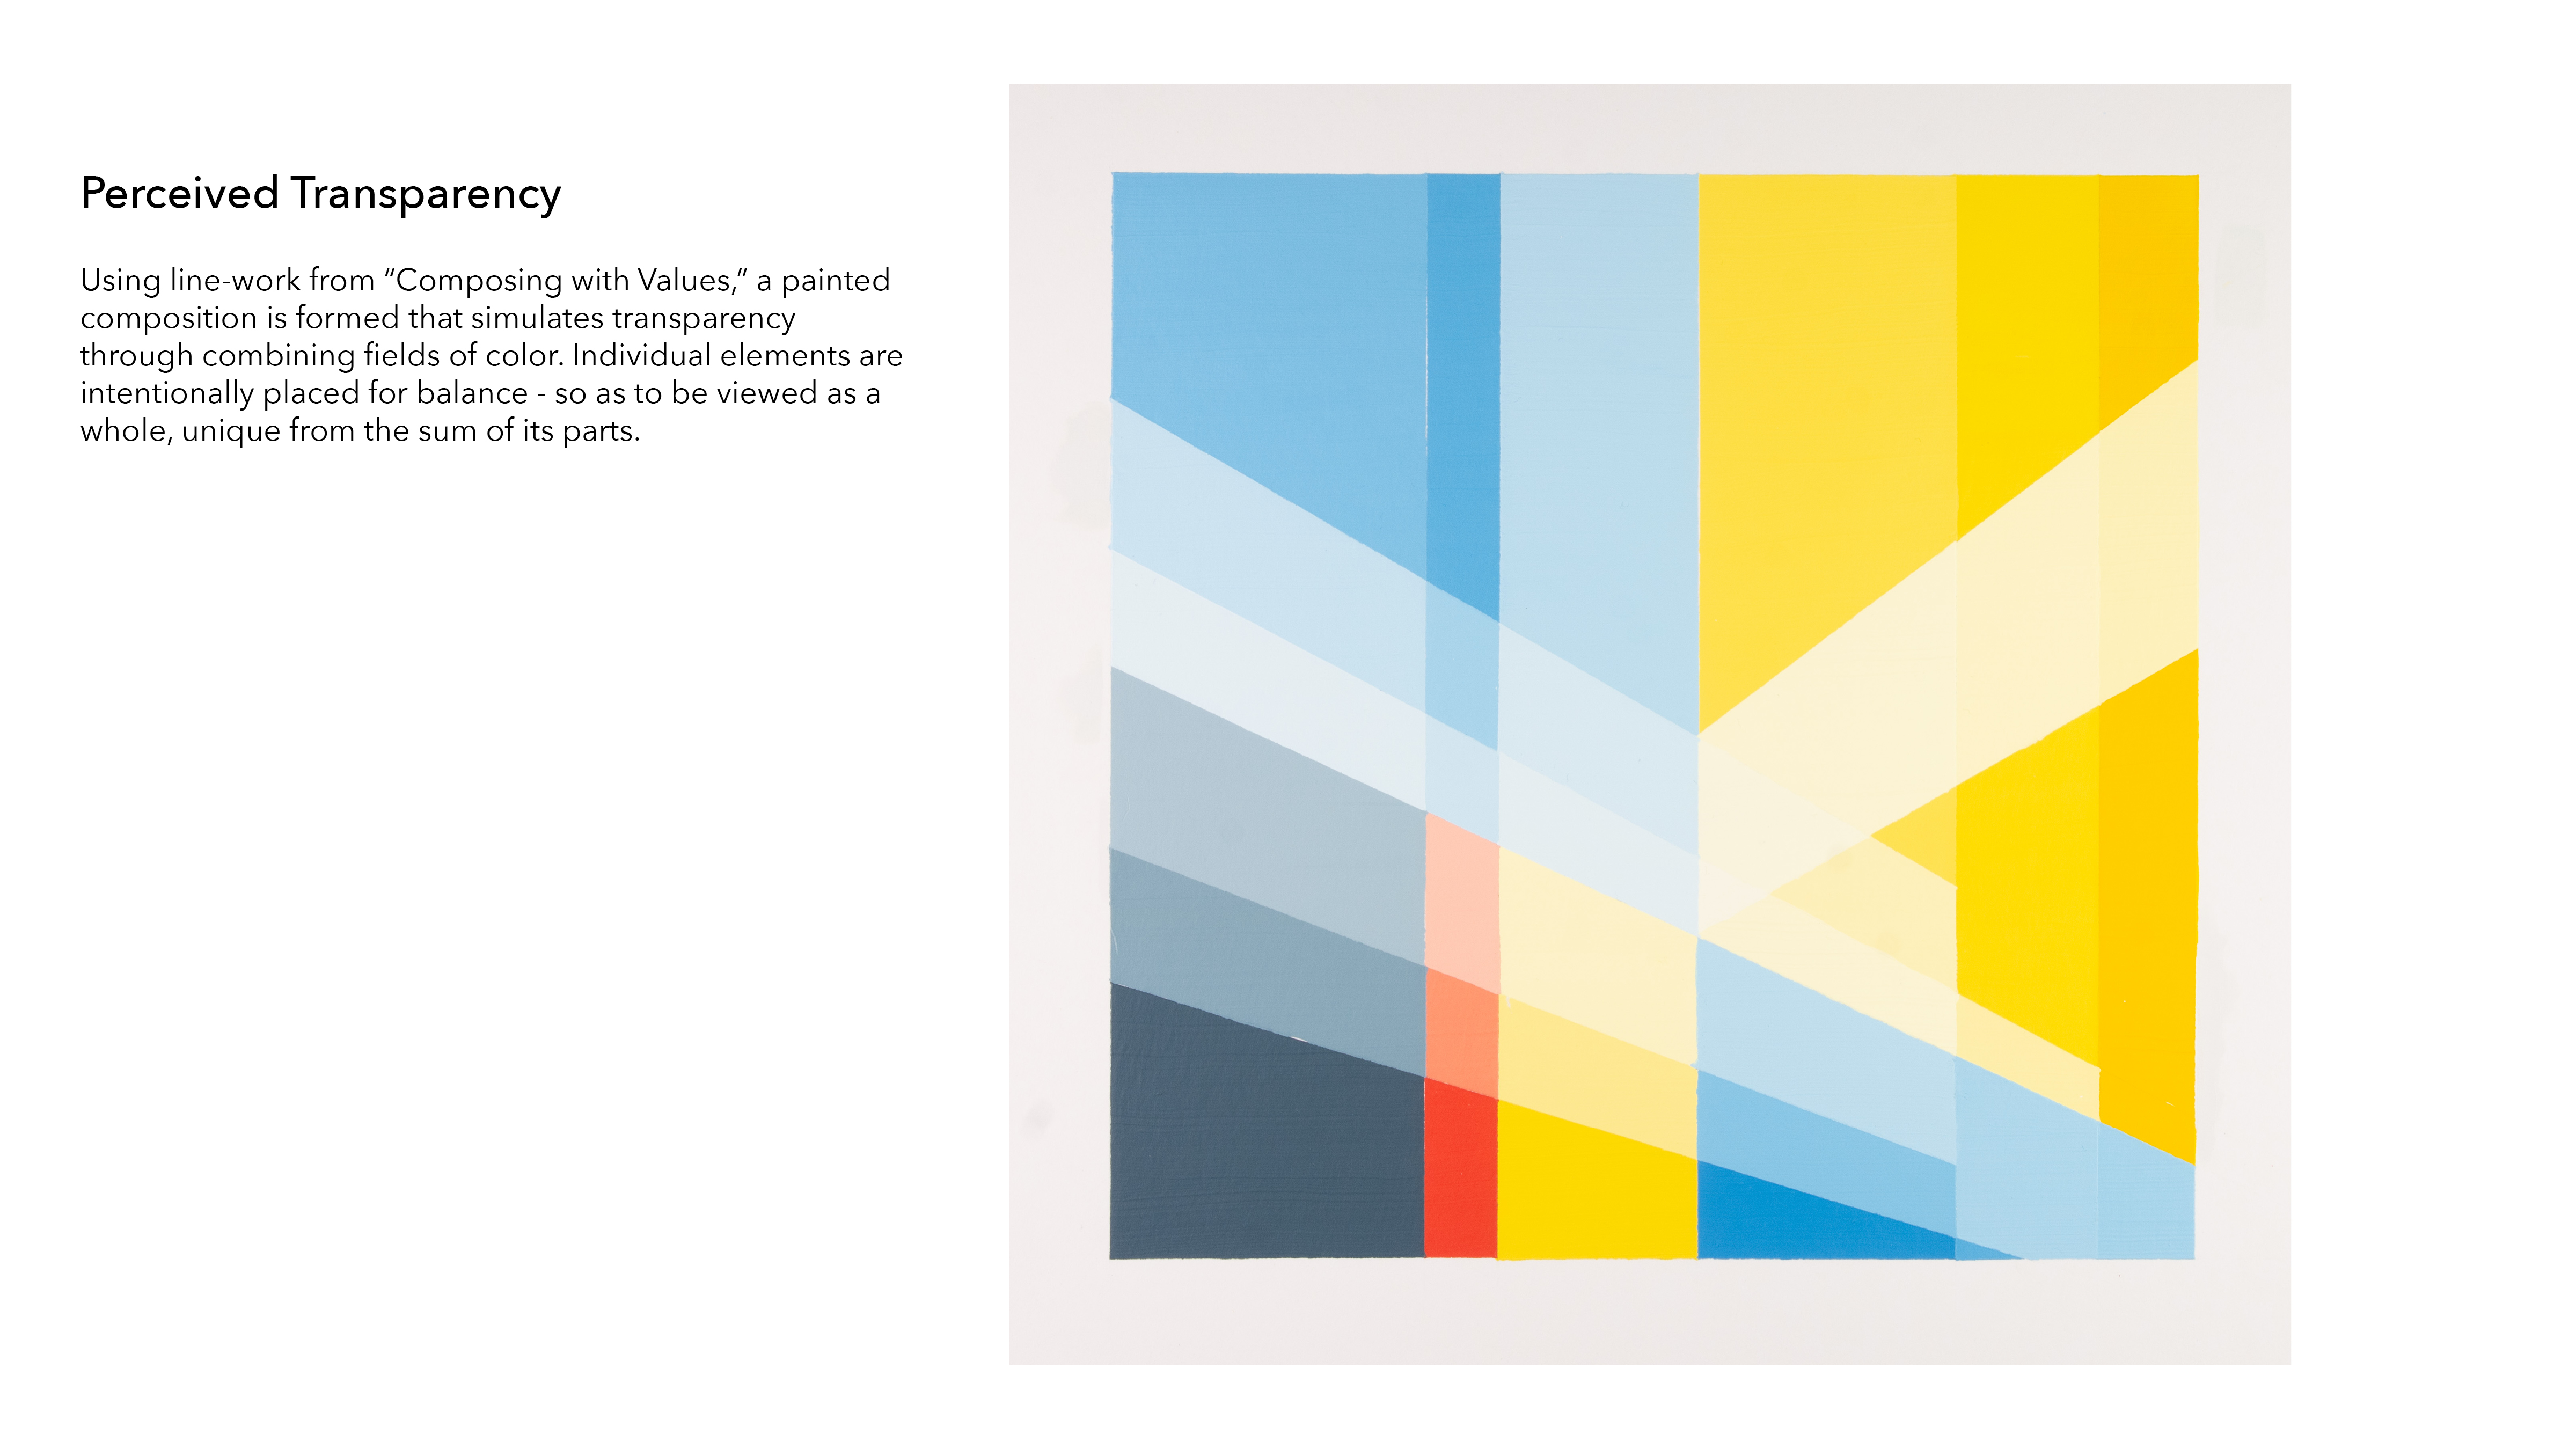 Perceived Transparency
Using line-work from “Composing with Values,” a painted
composition is formed that simulates transparency
through combining fields of color. Individual elements are
intentionally placed for balance - so as to be viewed as a
whole, unique from the sum of its parts.